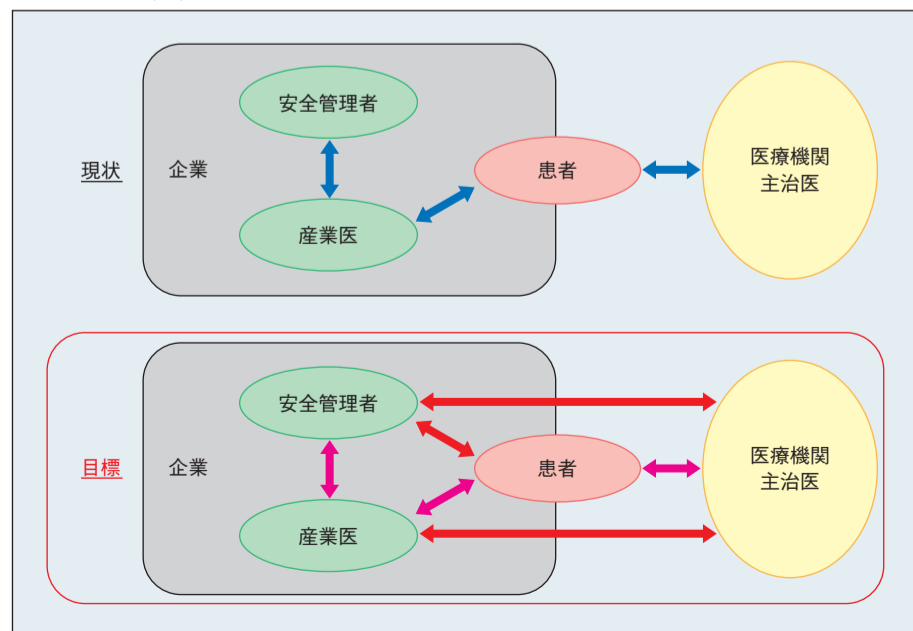 現状
企業
安全管理者
産業医
患者
医療機関
主治医
目標
企業
安全管理者
産業医
患者
医療機関
主治医